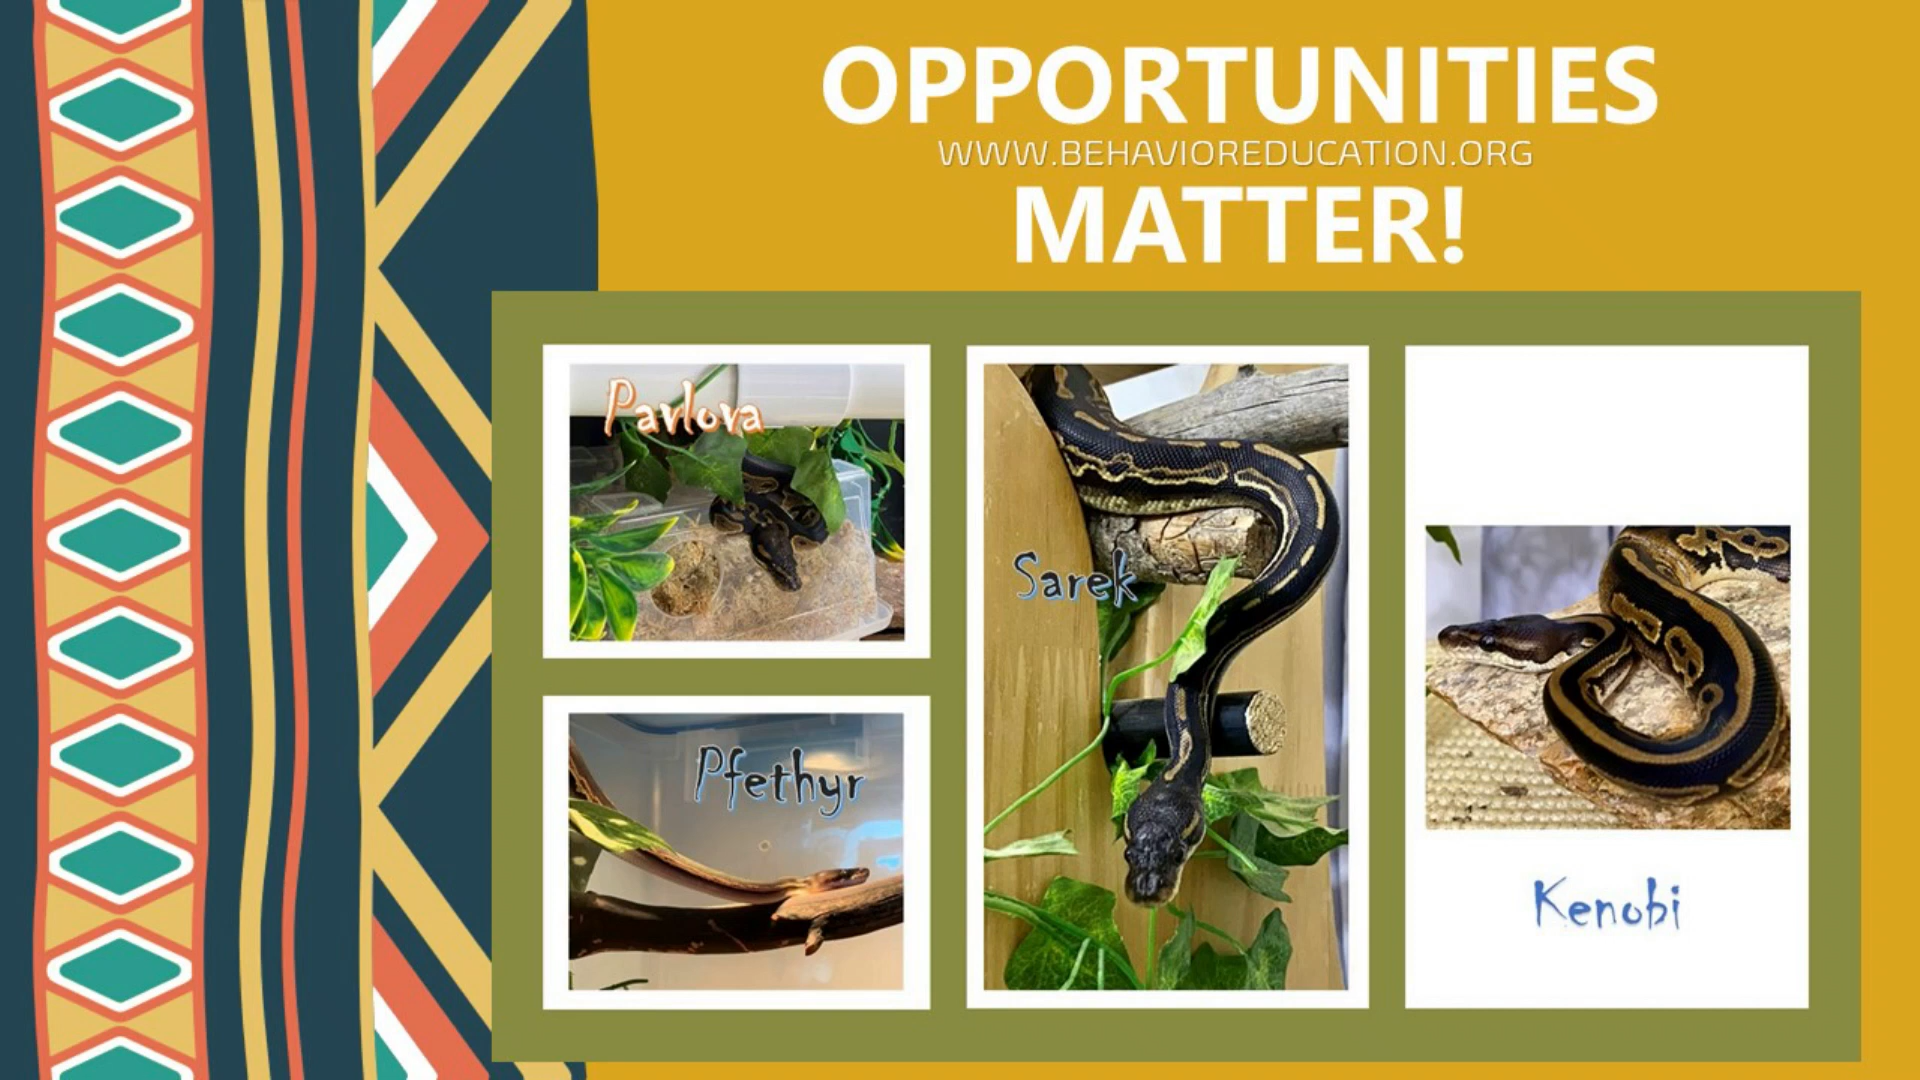 OPPORTUNITIES
WWW.BEHAVIOREDUCATION.ORG
MATTER!
Pavlova
Pfethyr
Sarek
Kenobi